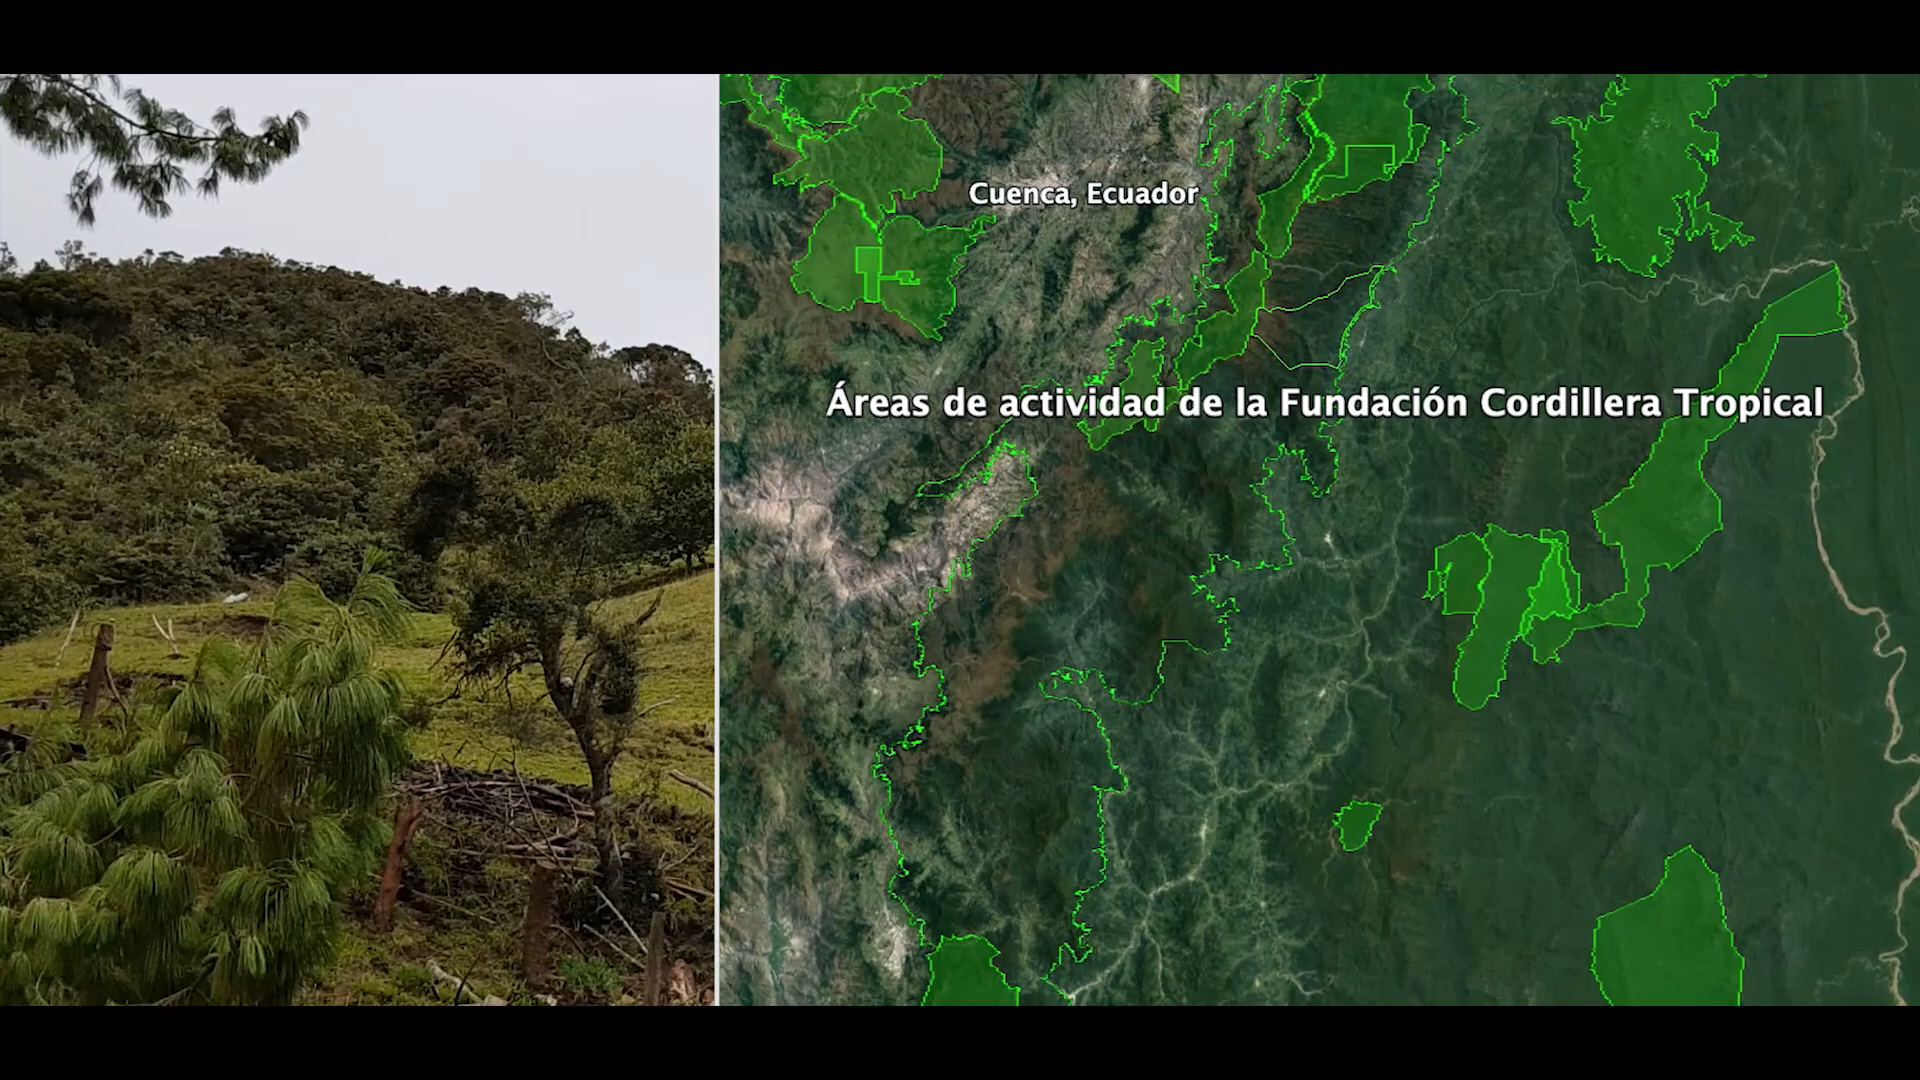 Cuenca, Ecuador
Áreas de actividad de la Fundación Cordillera Tropical